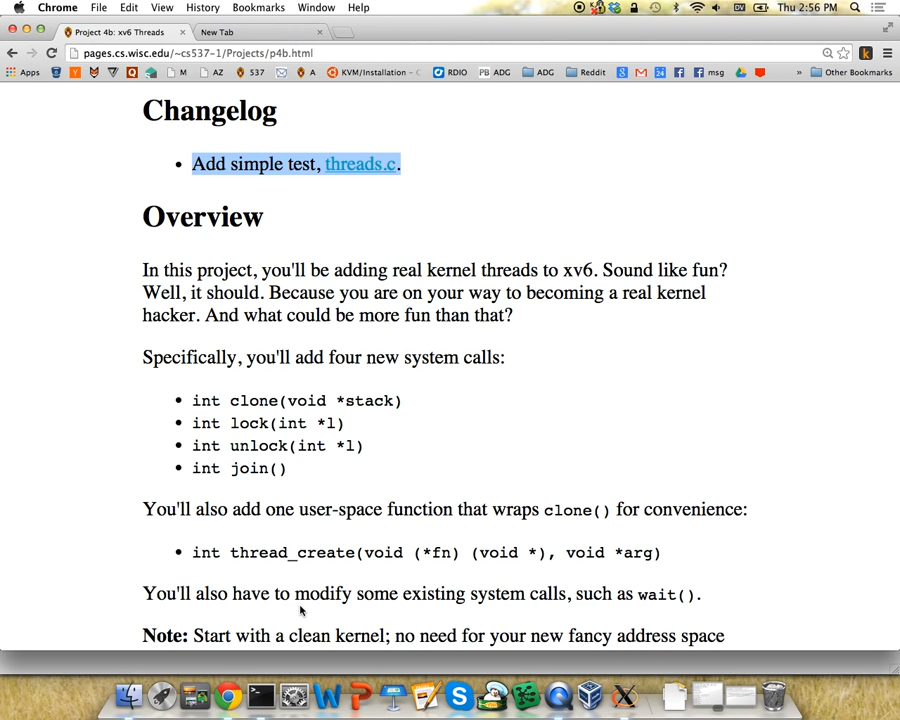 Chrome File Edit View History Bookmarks Window Help Thu 2:56 PM
Project 4b: xv6 Threads New Tab
pages.cs.wisc.edu/~cs537-1/Projects/p4b.html
Apps M AZ 537 A KVM/Installation - RDIO PB ADG ADG Reddit msg » Other Bookmarks
Changelog
• Add simple test, threads.c.
Overview
In this project, you'll be adding real kernel threads to xv6. Sound like fun?
Well, it should. Because you are on your way to becoming a real kernel
hacker. And what could be more fun than that?
Specifically, you'll add four new system calls:
• int clone(void *stack)
• int lock(int *l)
• int unlock(int *l)
• int join()
You'll also add one user-space function that wraps clone() for convenience:
• int thread_create(void (*fn) (void *), void *arg)
You'll also have to modify some existing system calls, such as wait().
Note: Start with a clean kernel; no need for your new fancy address space